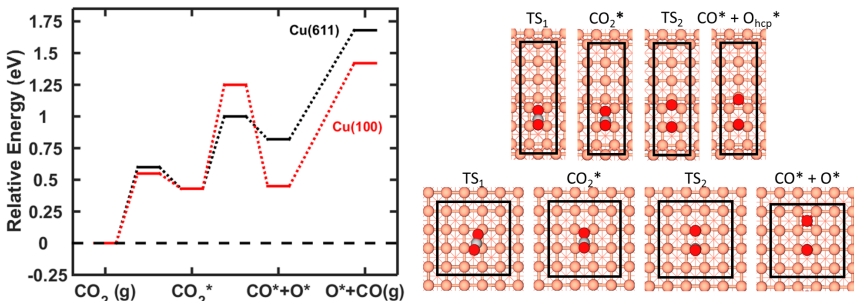 Relative Energy (eV)
1.75
1.5
1.25
1
0.75
0.5
0.25
0
-0.25
Cu(611)
Cu(100)
CO₂ (g)
CO₂*
CO*+O*
O*+CO(g)
TS₁
CO₂*
TS₂
CO* + Oₕcₚ*
TS₁
CO₂*
TS₂
CO* + O*